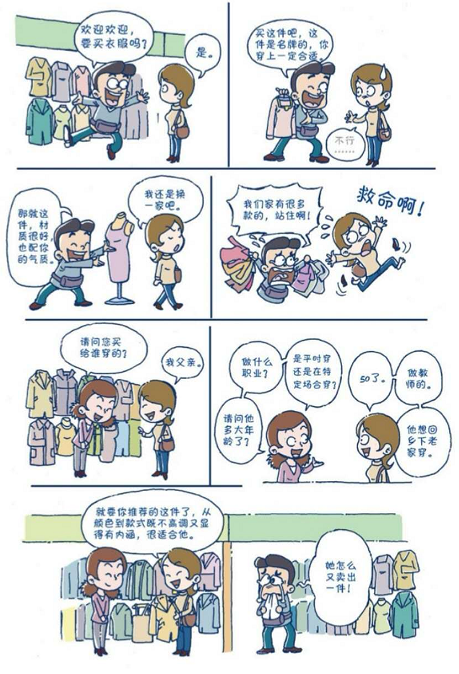 欢迎欢迎，
要买衣服吗？
是。
买这件吧，这
件是名牌的，你
穿上一定合适。
不行
……
那就这
件，材
质很好，
也配你
的气质。
我还是换
一家吧。
我们家有很多
款的，站住啊！
救命啊！
请问您买
给谁穿的？
我父亲。
做什么
职业？
是平时穿
还是在特
定场合穿？
请问他
多大年
龄了？
50了。
做教
师的。
他想回
乡下老
家穿。
就要你推荐的这件了，从
颜色到款式既不高调又显
得有内涵，很适合他。
她怎么
又卖出
一件！